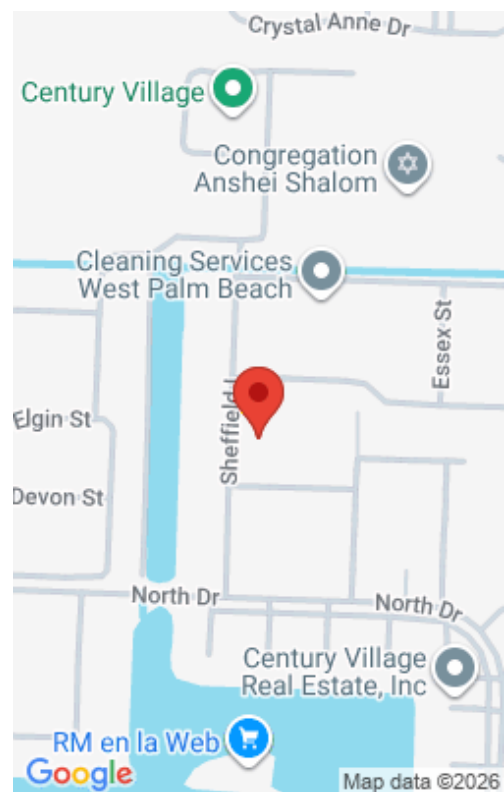 Crystal Anne Dr
Century Village
Congregation
Anshei Shalom
Cleaning Services
West Palm Beach
Essex St
Sheffield
Elgin St
Devon St
North Dr
North Dr
Century Village
Real Estate, Inc
RM en la Web
Google
Map data ©2026